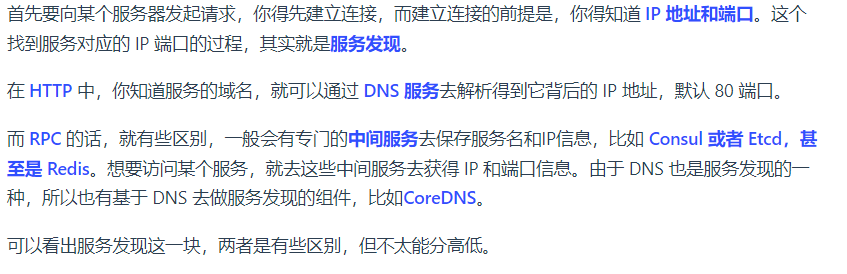 首先要向某个服务器发起请求，你得先建立连接，而建立连接的前提是，你得知道 IP 地址和端口。这个
找到服务对应的 IP 端口的过程，其实就是服务发现。
在 HTTP 中，你知道服务的域名，就可以通过 DNS 服务去解析得到它背后的 IP 地址，默认 80 端口。
而 RPC 的话，就有些区别，一般会有专门的中间服务去保存服务名和IP信息，比如 Consul 或者 Etcd，甚
至是 Redis。想要访问某个服务，就去这些中间服务去获得 IP 和端口信息。由于 DNS 也是服务发现的一
种，所以也有基于 DNS 去做服务发现的组件，比如CoreDNS。
可以看出服务发现这一块，两者是有些区别，但不太能分高低。